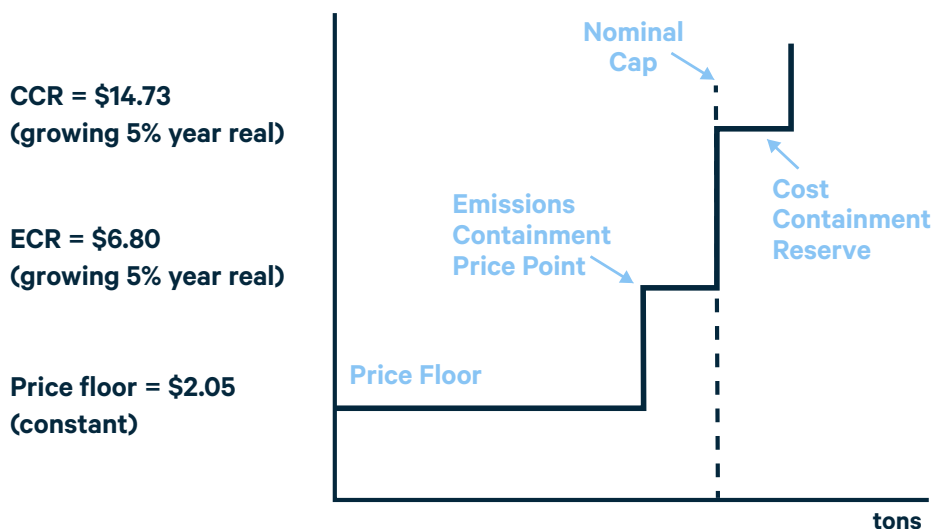 CCR = $14.73
(growing 5% year real)
ECR = $6.80
(growing 5% year real)
Price floor = $2.05
(constant)
Nominal
Cap
Emissions
Containment
Price Point
Cost
Containment
Reserve
Price Floor
tons